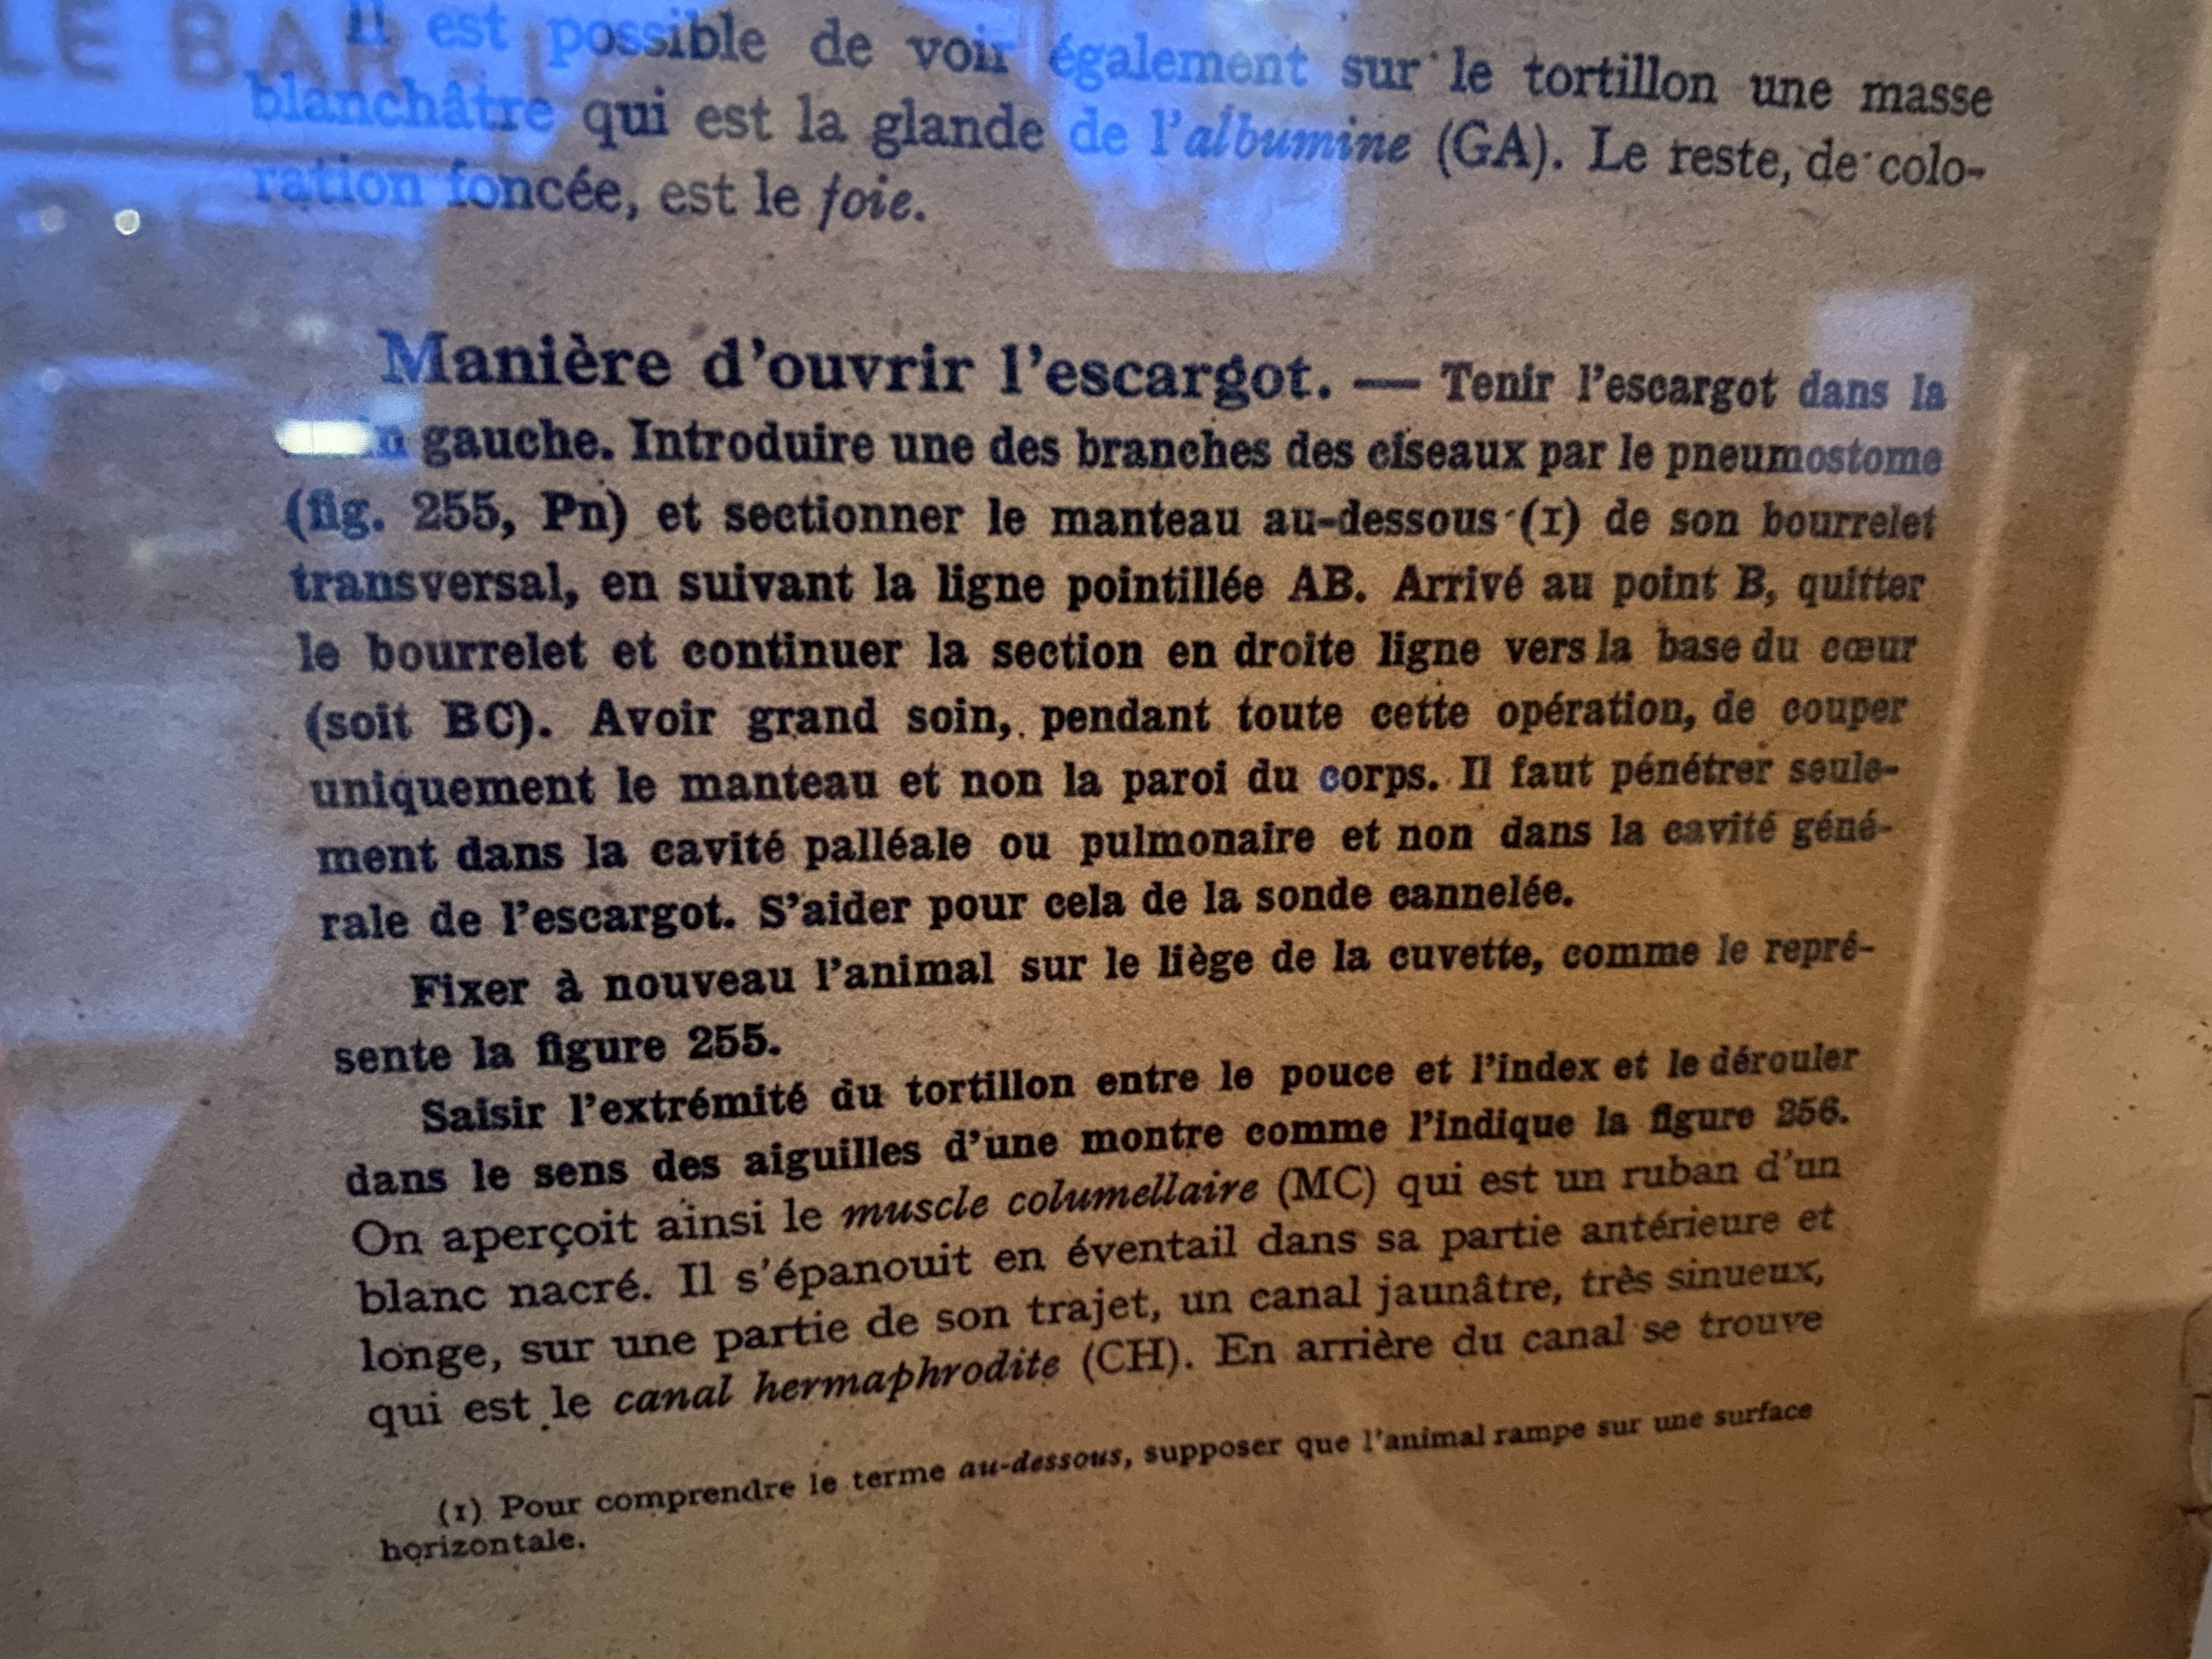 LE BAR
Il est possible de voir également sur le tortillon une masse
blanchâtre qui est la glande de l'albumine (GA). Le reste, de colo-
ration foncée, est le foie.
Manière d'ouvrir l'escargot. — Tenir l'escargot dans la
gauche. Introduire une des branches des ciseaux par le pneumostome
(fig. 255, Pn) et sectionner le manteau au-dessous (1) de son bourrelet
transversal, en suivant la ligne pointillée AB. Arrivé au point B, quitter
le bourrelet et continuer la section en droite ligne vers la base du cœur
(soit BC). Avoir grand soin, pendant toute cette opération, de couper
uniquement le manteau et non la paroi du corps. Il faut pénétrer seule-
ment dans la cavité palléale ou pulmonaire et non dans la cavité géné-
rale de l'escargot. S'aider pour cela de la sonde cannelée.
Fixer à nouveau l'animal sur le liège de la cuvette, comme le repré-
sente la figure 255.
Saisir l'extrémité du tortillon entre le pouce et l'index et le dérouler
dans le sens des aiguilles d'une montre comme l'indique la figure 256.
On aperçoit ainsi le muscle columellaire (MC) qui est un ruban d'un
blanc nacré. Il s'épanouit en éventail dans sa partie antérieure et
longe, sur une partie de son trajet, un canal jaunâtre, très sinueux,
qui est le canal hermaphrodite (CH). En arrière du canal se trouve
(1) Pour comprendre le terme au-dessous, supposer que l'animal rampe sur une surface
horizontale.